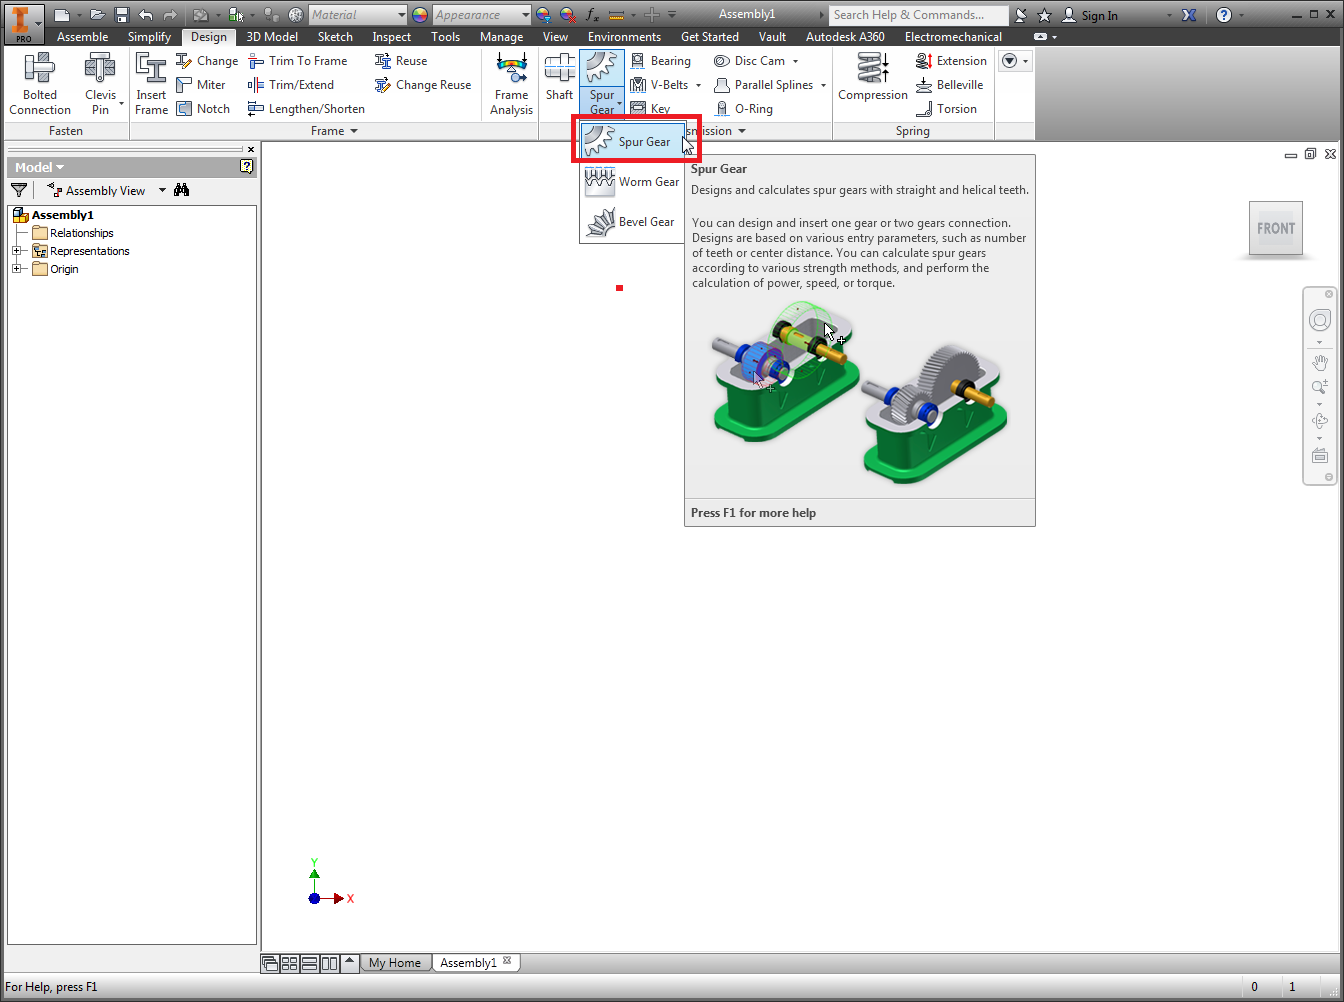 PRO
Material
Appearance
fx
Assembly1
Search Help & Commands...
Sign In
Assemble
Simplify
Design
3D Model
Sketch
Inspect
Tools
Manage
View
Environments
Get Started
Vault
Autodesk A360
Electromechanical
Bolted
Connection
Clevis
Pin
Insert
Frame
Change
Miter
Notch
Trim To Frame
Trim/Extend
Lengthen/Shorten
Reuse
Change Reuse
Frame
Analysis
Shaft
Spur
Gear
Bearing
V-Belts
Key
Disc Cam
Parallel Splines
O-Ring
Compression
Extension
Belleville
Torsion
Fasten
Frame
smission
Spring
Spur Gear
Worm Gear
Bevel Gear
Model
Assembly View
Assembly1
Relationships
Representations
Origin
Spur Gear
Designs and calculates spur gears with straight and helical teeth.
You can design and insert one gear or two gears connection.
Designs are based on various entry parameters, such as number
of teeth or center distance. You can calculate spur gears
according to various strength methods, and perform the
calculation of power, speed, or torque.
Press F1 for more help
FRONT
Y
X
My Home
Assembly1
For Help, press F1
0
1